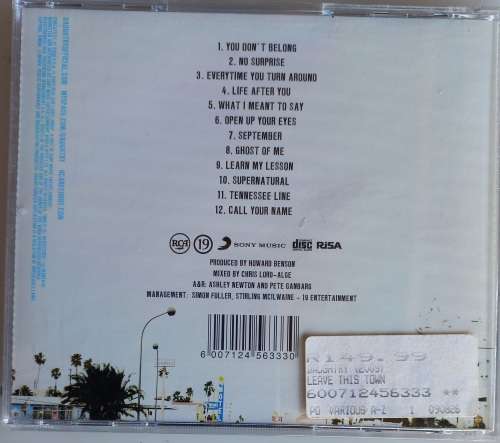 1. YOU DON'T BELONG
2. NO SURPRISE
3. EVERYTIME YOU TURN AROUND
4. LIFE AFTER YOU
5. WHAT I MEANT TO SAY
6. OPEN UP YOUR EYES
7. SEPTEMBER
8. GHOST OF ME
9. LEARN MY LESSON
10. SUPERNATURAL
11. TENNESSEE LINE
12. CALL YOUR NAME
RCA 19 SONY MUSIC disc RiSA
PRODUCED BY HOWARD BENSON
MIXED BY CHRIS LORD-ALGE
A&R: ASHLEY NEWTON AND PETE GANBARG
MANAGEMENT: SIMON FULLER, STIRLING MCILWAINE - 19 ENTERTAINMENT
6 007124 563330
R149.99
DAUGHTRY (2009)
LEAVE THIS TOWN
600712456333 **
PO VARIOUS A-Z 1 090826